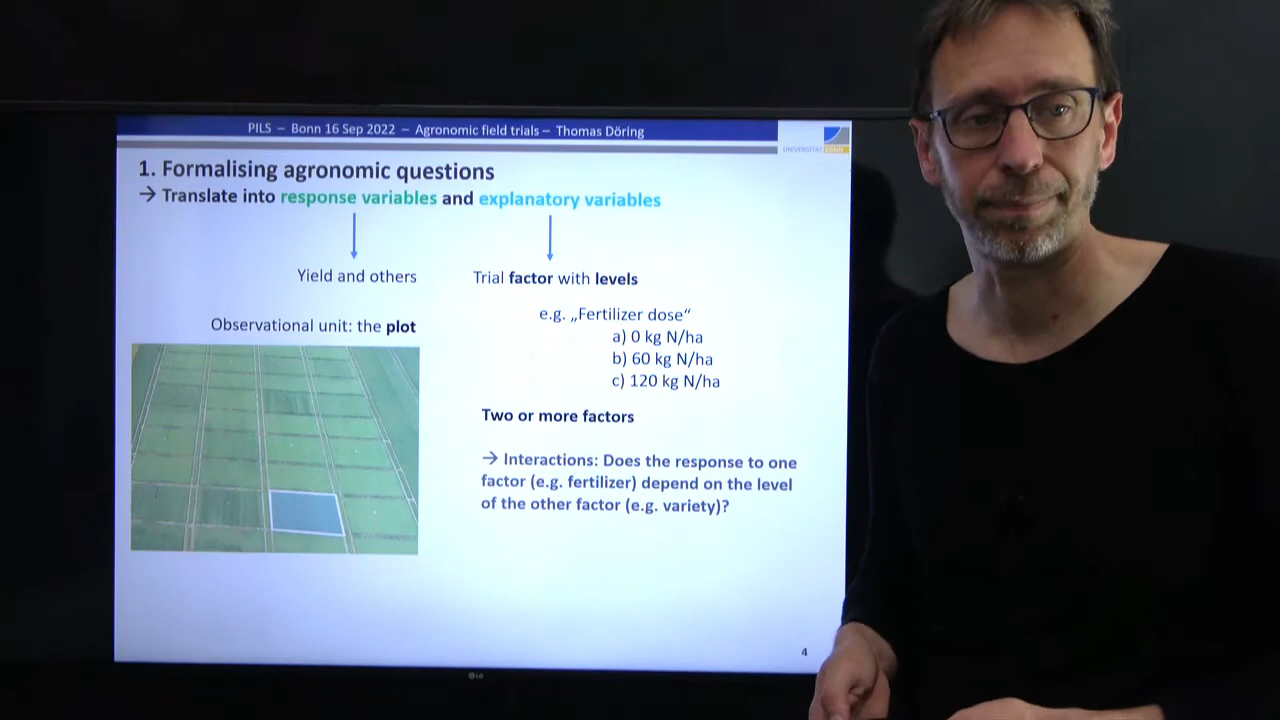 PILS – Bonn 16 Sep 2022 – Agronomic field trials – Thomas Döring
UNIVERSITÄT BONN
1. Formalising agronomic questions
→ Translate into response variables and explanatory variables
Yield and others
Observational unit: the plot
Trial factor with levels
e.g. „Fertilizer dose“
a) 0 kg N/ha
b) 60 kg N/ha
c) 120 kg N/ha
Two or more factors
→ Interactions: Does the response to one
factor (e.g. fertilizer) depend on the level
of the other factor (e.g. variety)?
4
LG